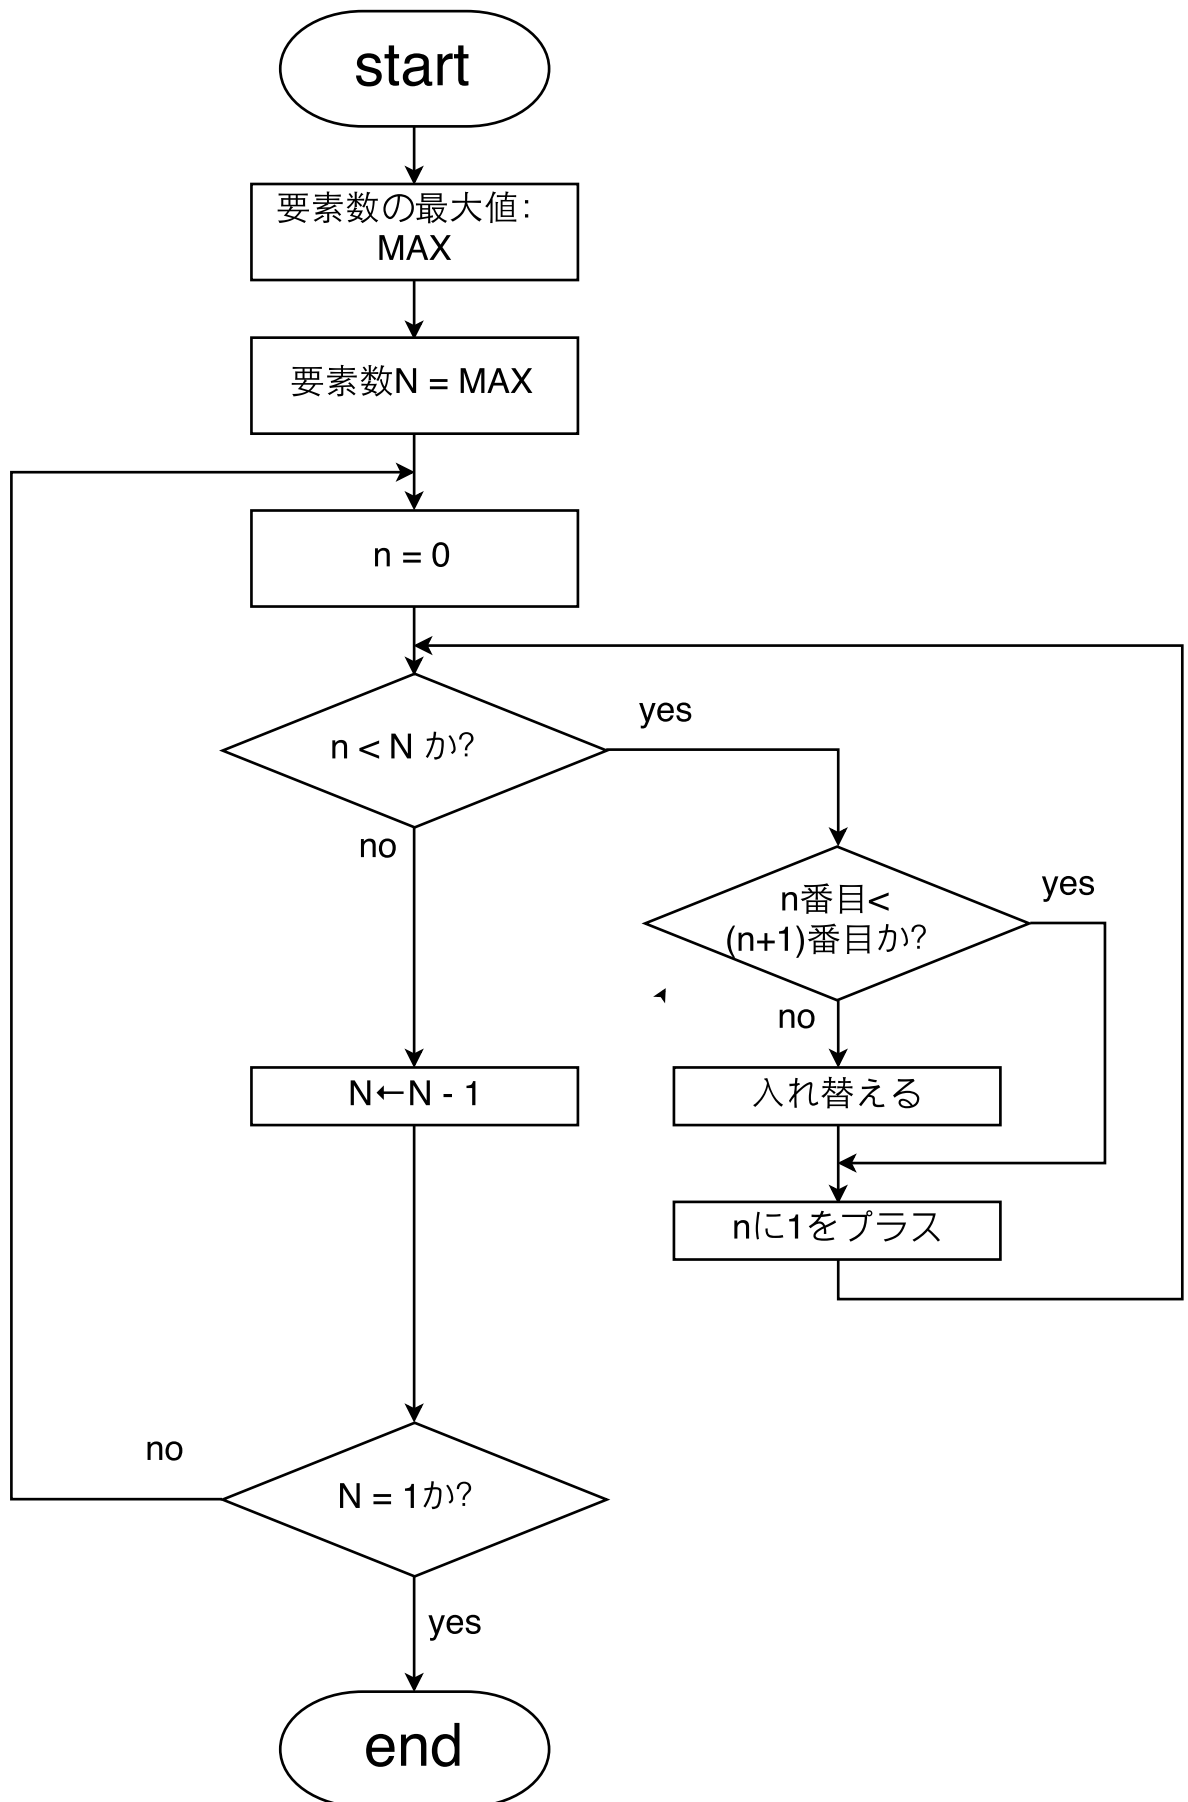 start
要素数の最大値:
MAX
要素数N = MAX
n = 0
n < N か?
yes
no
n番目<
(n+1)番目か?
yes
no
N←N - 1
入れ替える
nに1をプラス
no
N = 1か?
yes
end